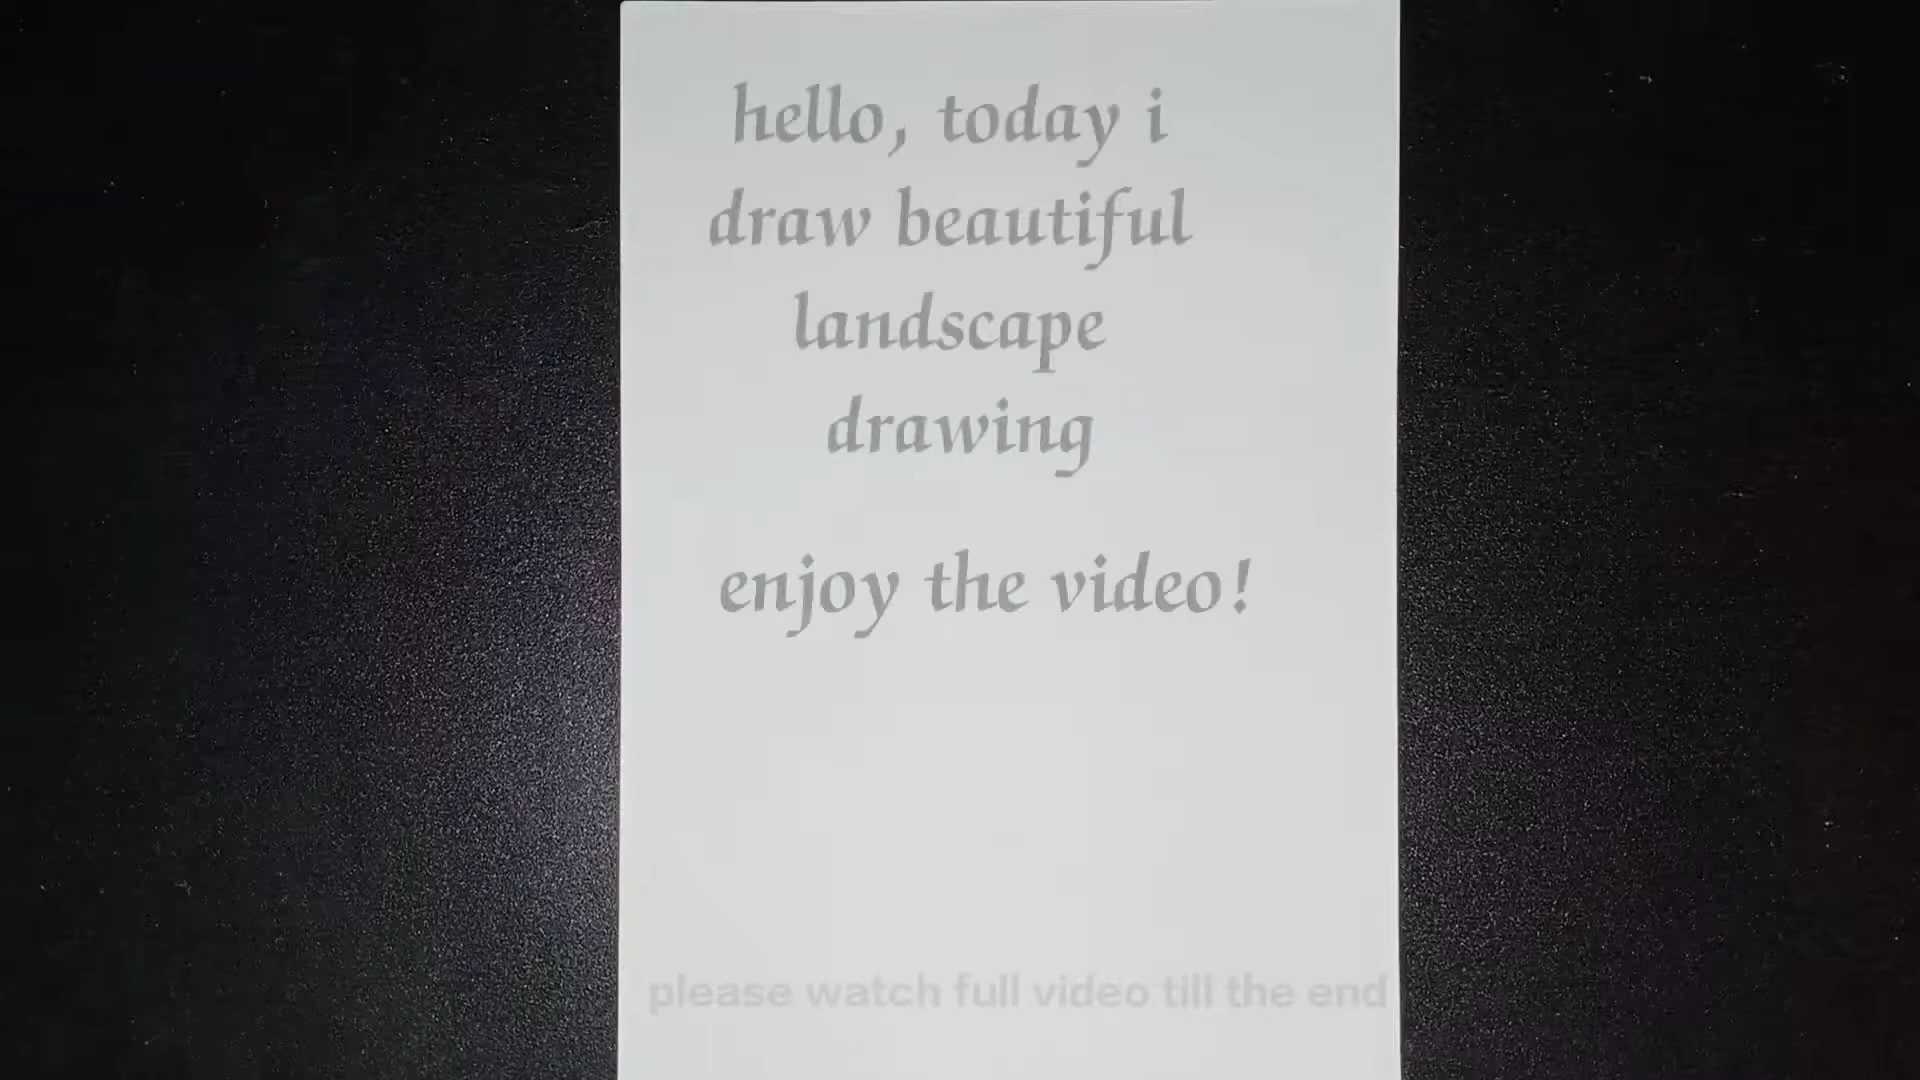 hello, today i
draw beautiful
landscape
drawing
enjoy the video!
please watch full video till the end